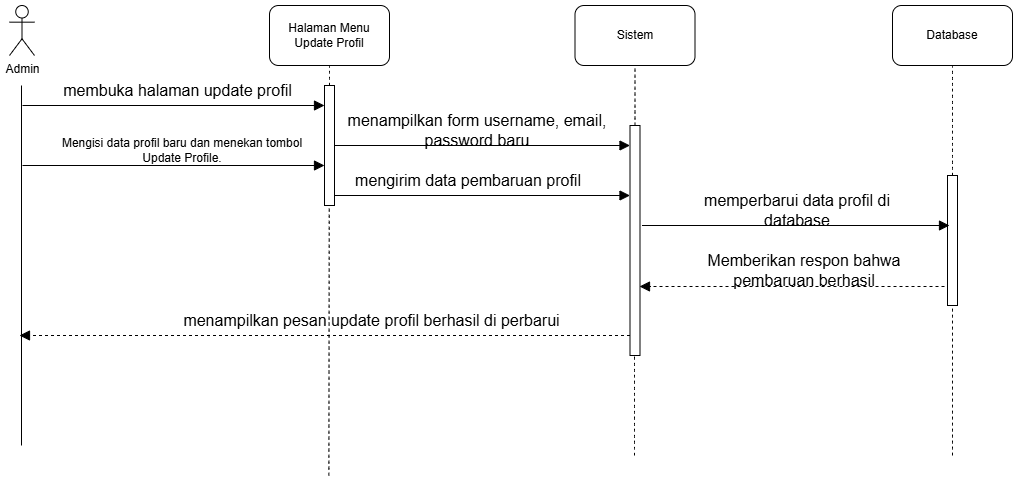 Admin
Halaman Menu
Update Profil
Sistem
Database
membuka halaman update profil
menampilkan form username, email,
password baru
Mengisi data profil baru dan menekan tombol
Update Profile.
mengirim data pembaruan profil
memperbarui data profil di
database
Memberikan respon bahwa
pembaruan berhasil
menampilkan pesan update profil berhasil di perbarui